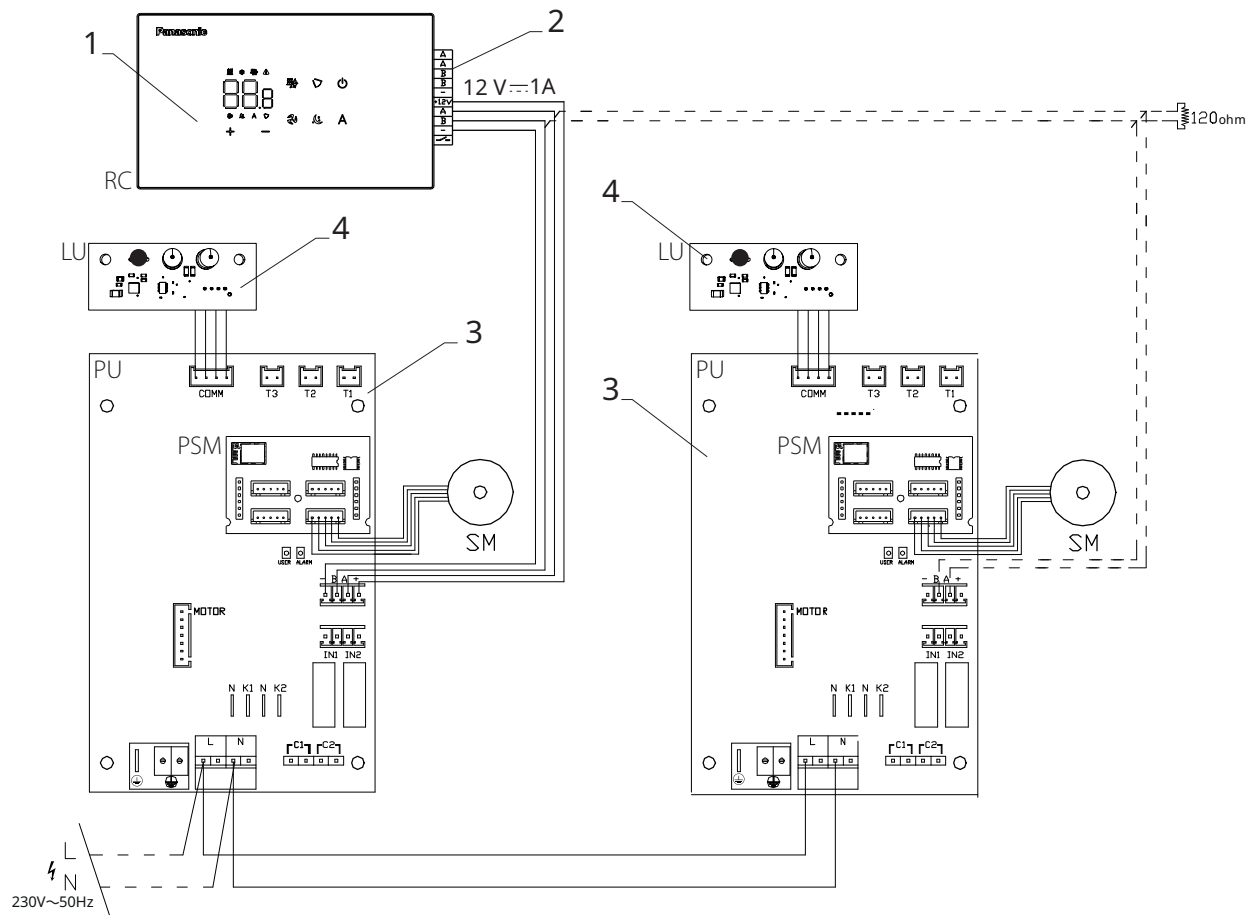 Panasonic
1
2
A
A
B
B
-
+12V
A
B
-
12 V⎓1A
A
+ -
RC
120ohm
LU
4
LU
4
PU
3
COMM T3 T2 T1
PSM
SM
USER ALARM
- B A +
MOTOR
IN1 IN2
N K1 N K2
L N
C1 C2
PU
3
COMM T3 T2 T1
PSM
SM
USER ALARM
- B A +
MOTOR
IN1 IN2
N K1 N K2
L N
C1 C2
L
N
230V~50Hz